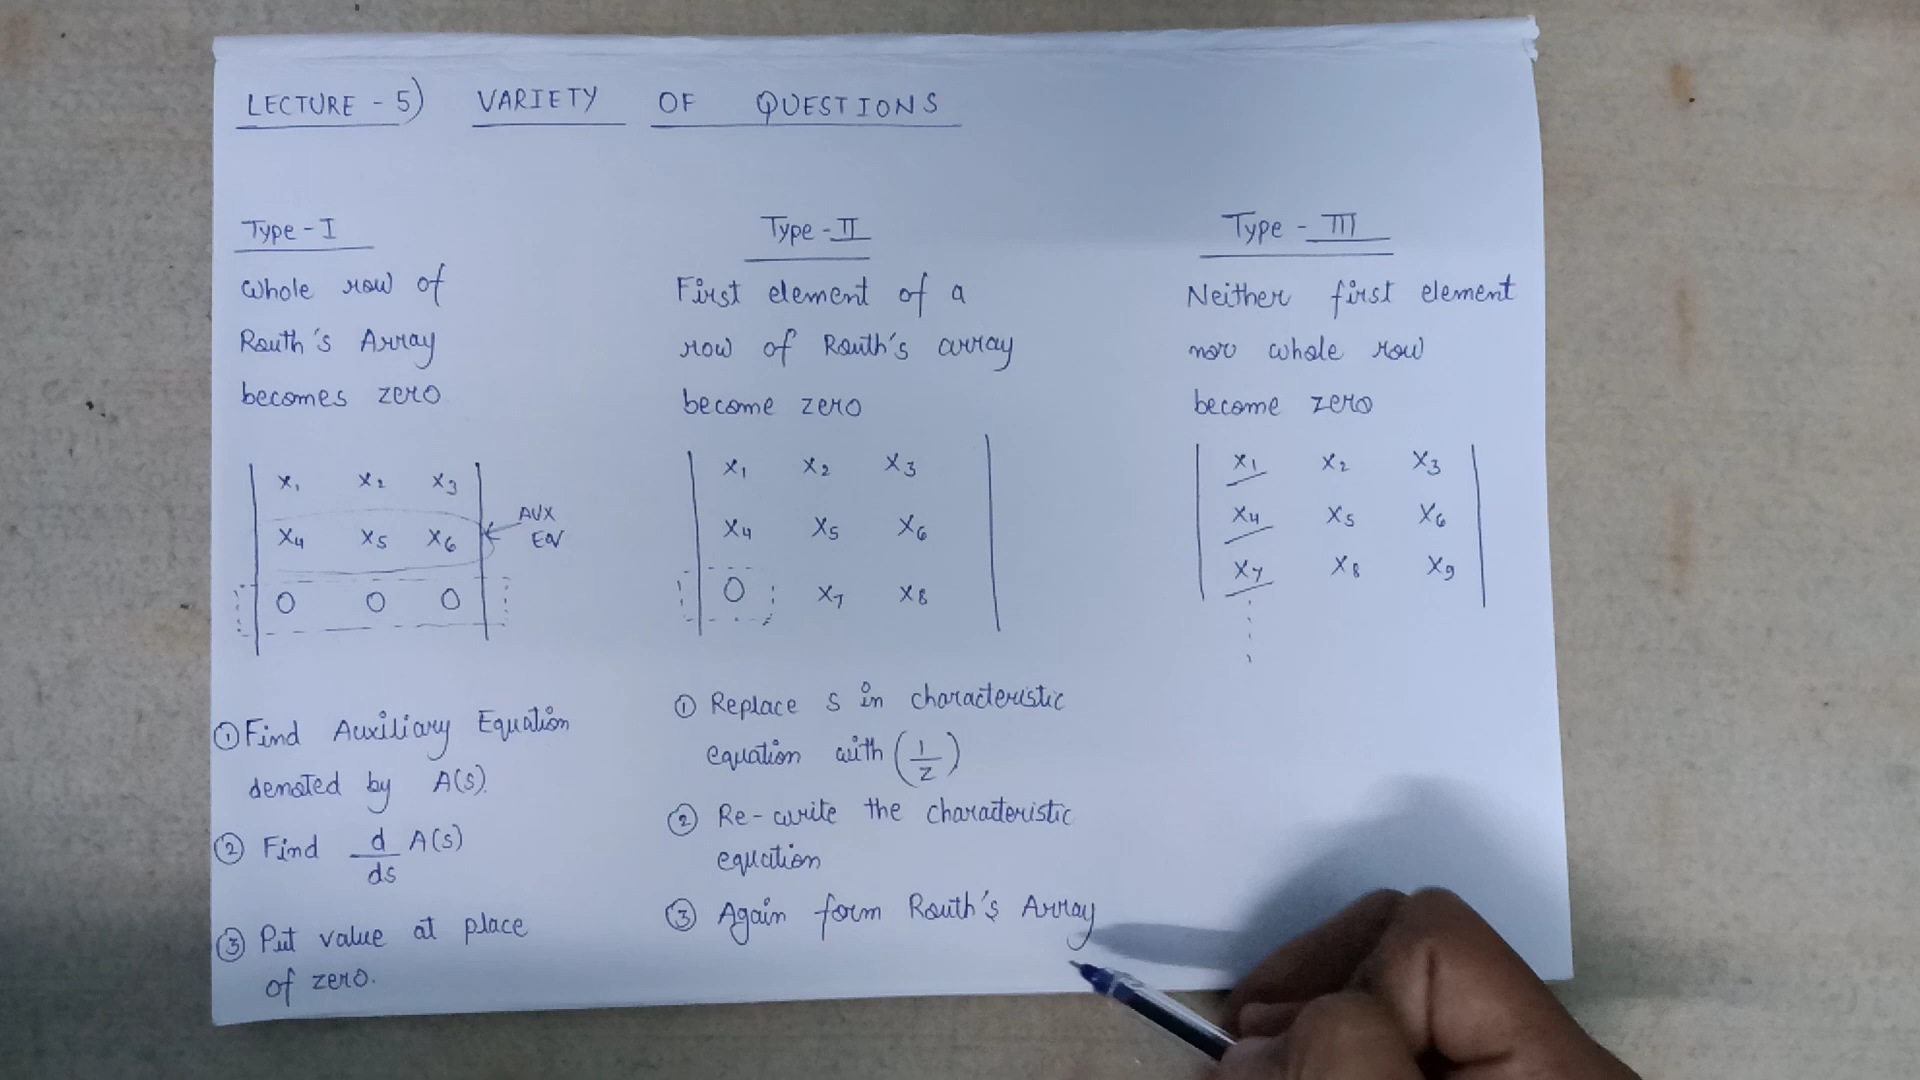 LECTURE - 5) VARIETY OF QUESTIONS
Type - I
Whole row of
Routh's Array
becomes zero
X1 X2 X3
X4 X5 X6
0 0 0
AUX
EQ
① Find Auxiliary Equation
denoted by A(s).
② Find d/ds A(s)
③ Put value at place
of zero.
Type - II
First element of a
row of Routh's array
become zero
X1 X2 X3
X4 X5 X6
0 X7 X8
① Replace s in characteristic
equation with (1/z)
② Re-write the characteristic
equation
③ Again form Routh's Array
Type - III
Neither first element
nor whole row
become zero
X1 X2 X3
X4 X5 X6
X7 X8 X9